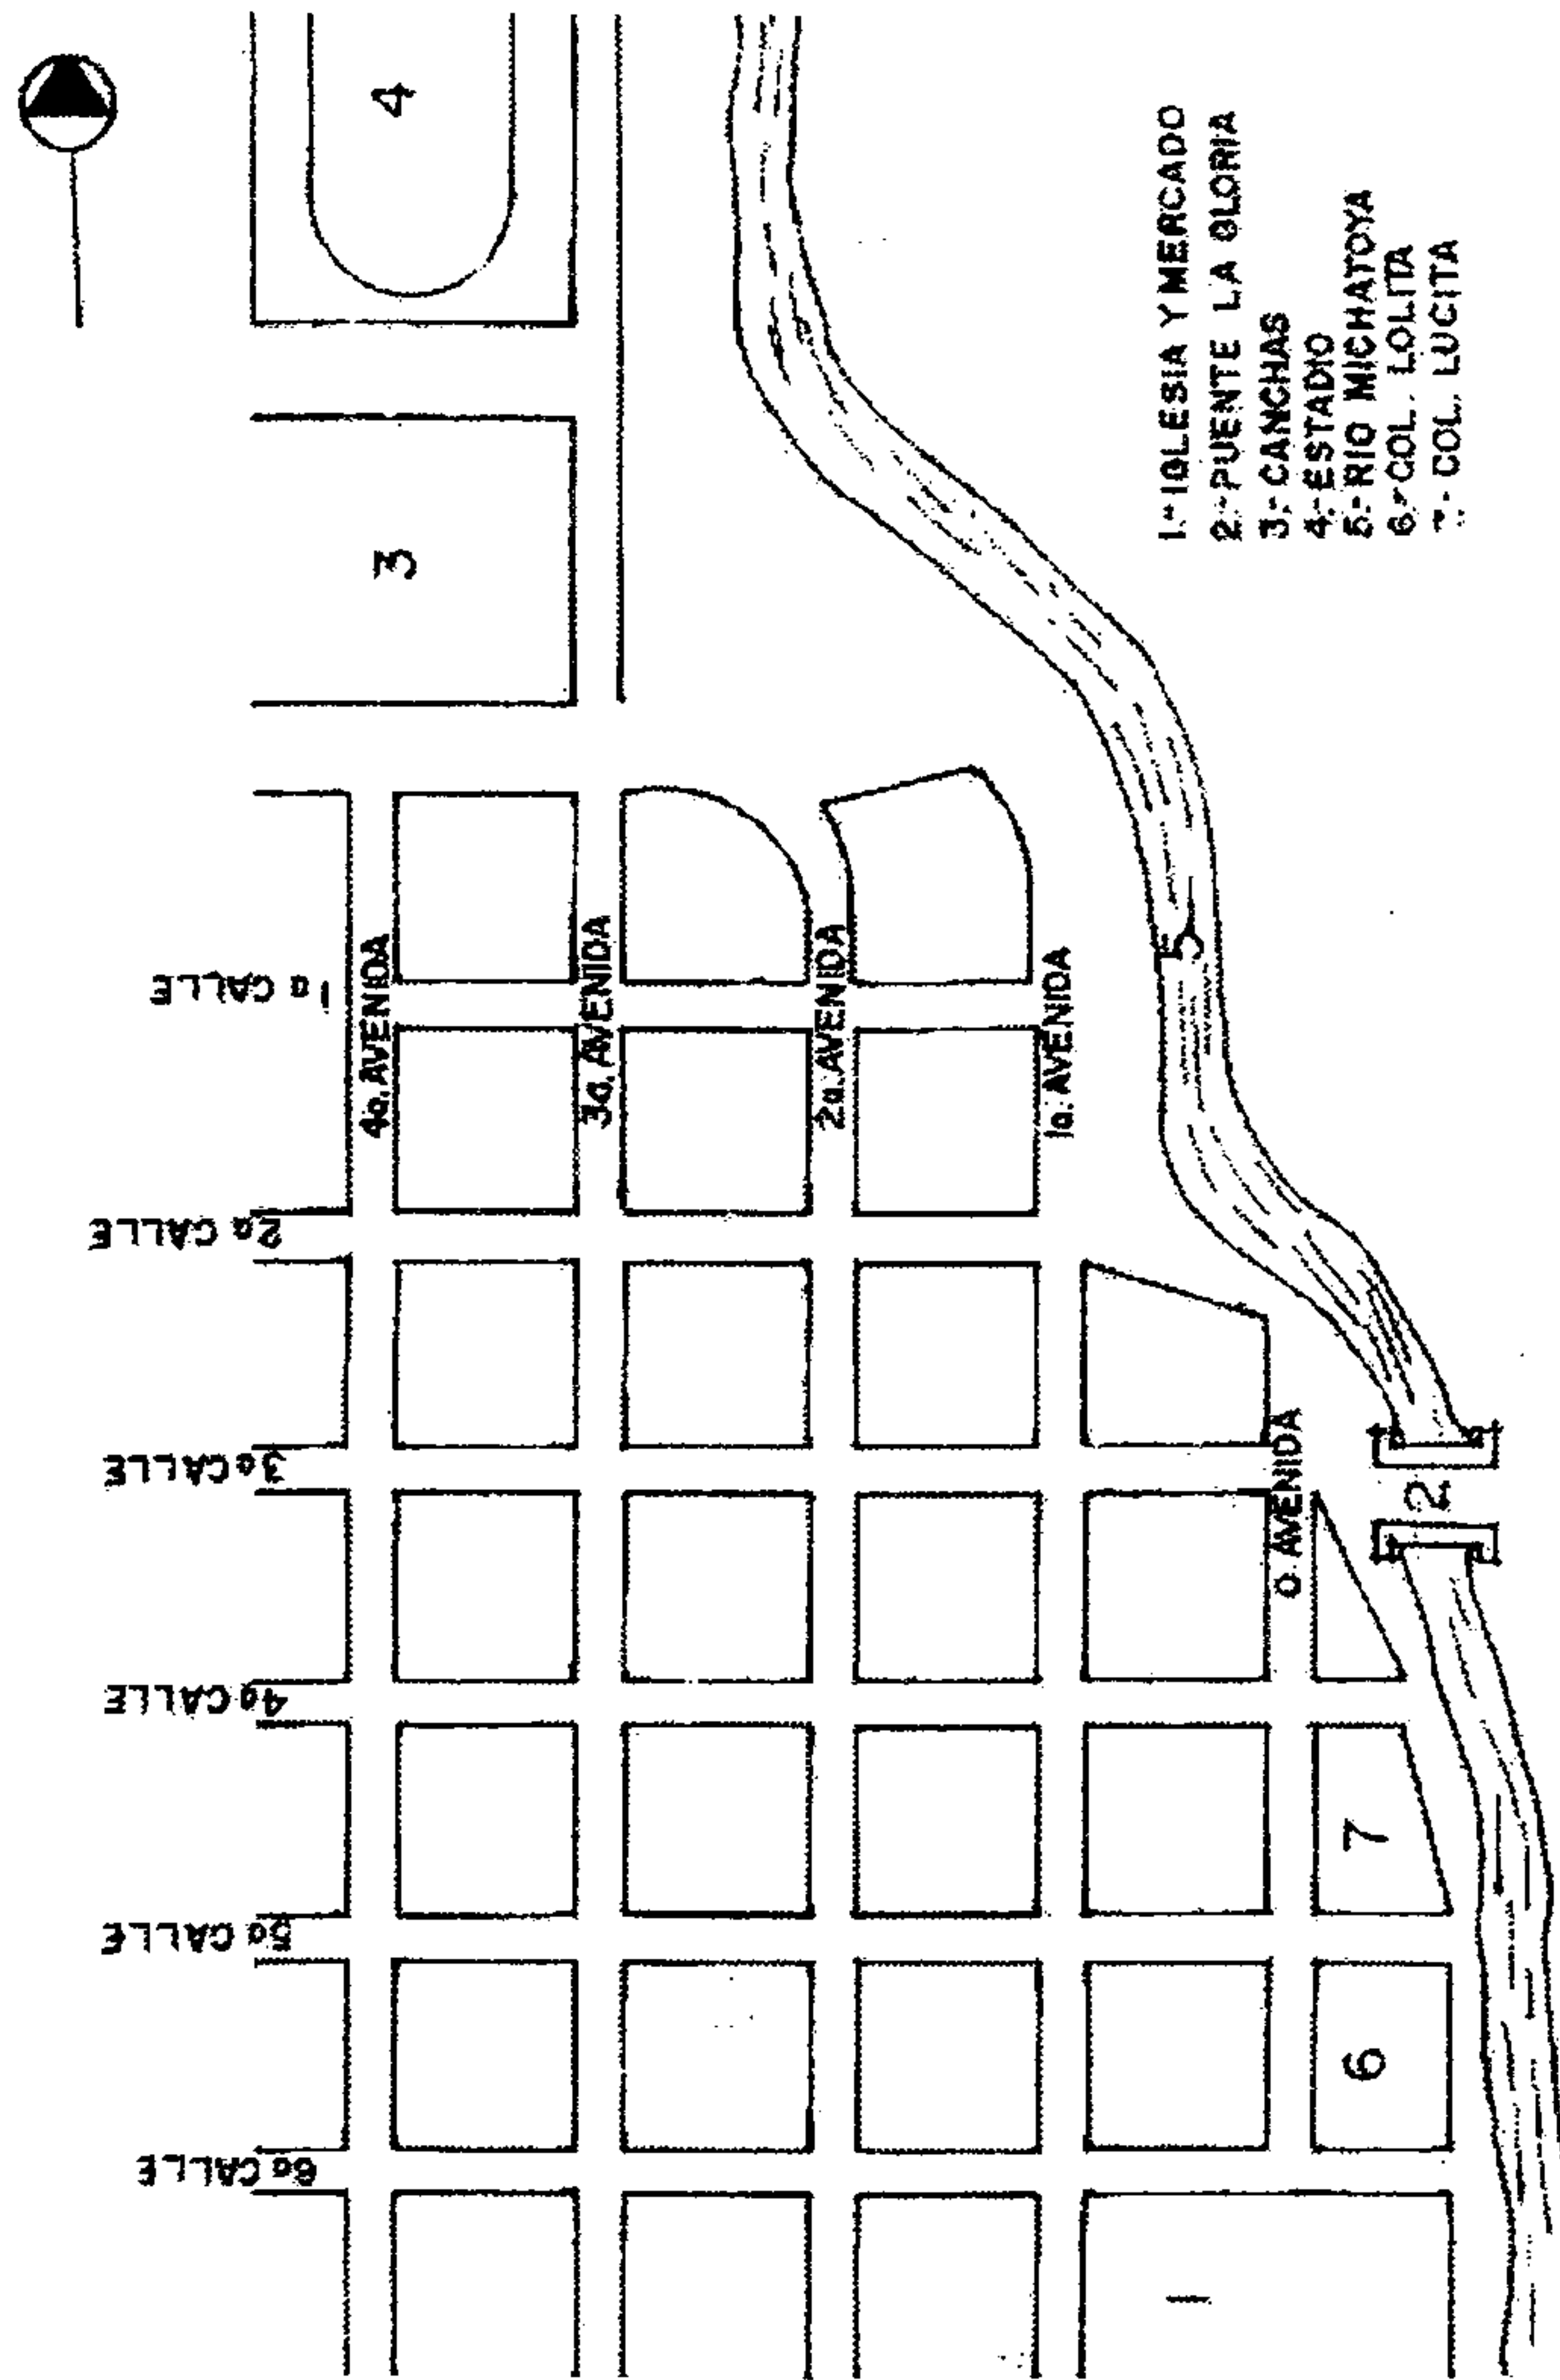 4
3
1a CALLE
4a. AVENIDA
3a. AVENIDA
2a. AVENIDA
1a. AVENIDA
5
2a CALLE
3a CALLE
0 AVENIDA
2
4a CALLE
7
5a CALLE
6
6a CALLE
1
1.- IGLESIA Y MERCADO
2.- PUENTE LA GLORIA
3.- CANCHAS
4.- ESTADIO
5.- RIO MICHATOYA
6.- COL. LOLITA
7.- COL. LUCITA